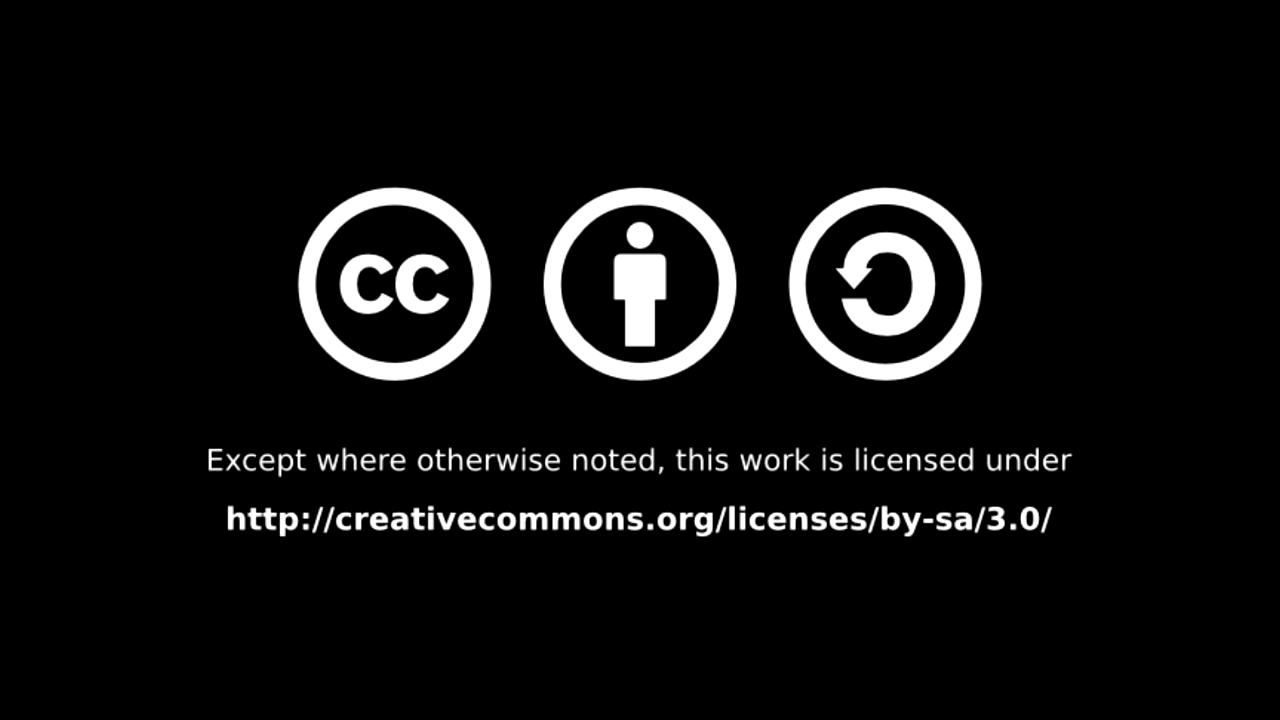 cc
Except where otherwise noted, this work is licensed under
http://creativecommons.org/licenses/by-sa/3.0/